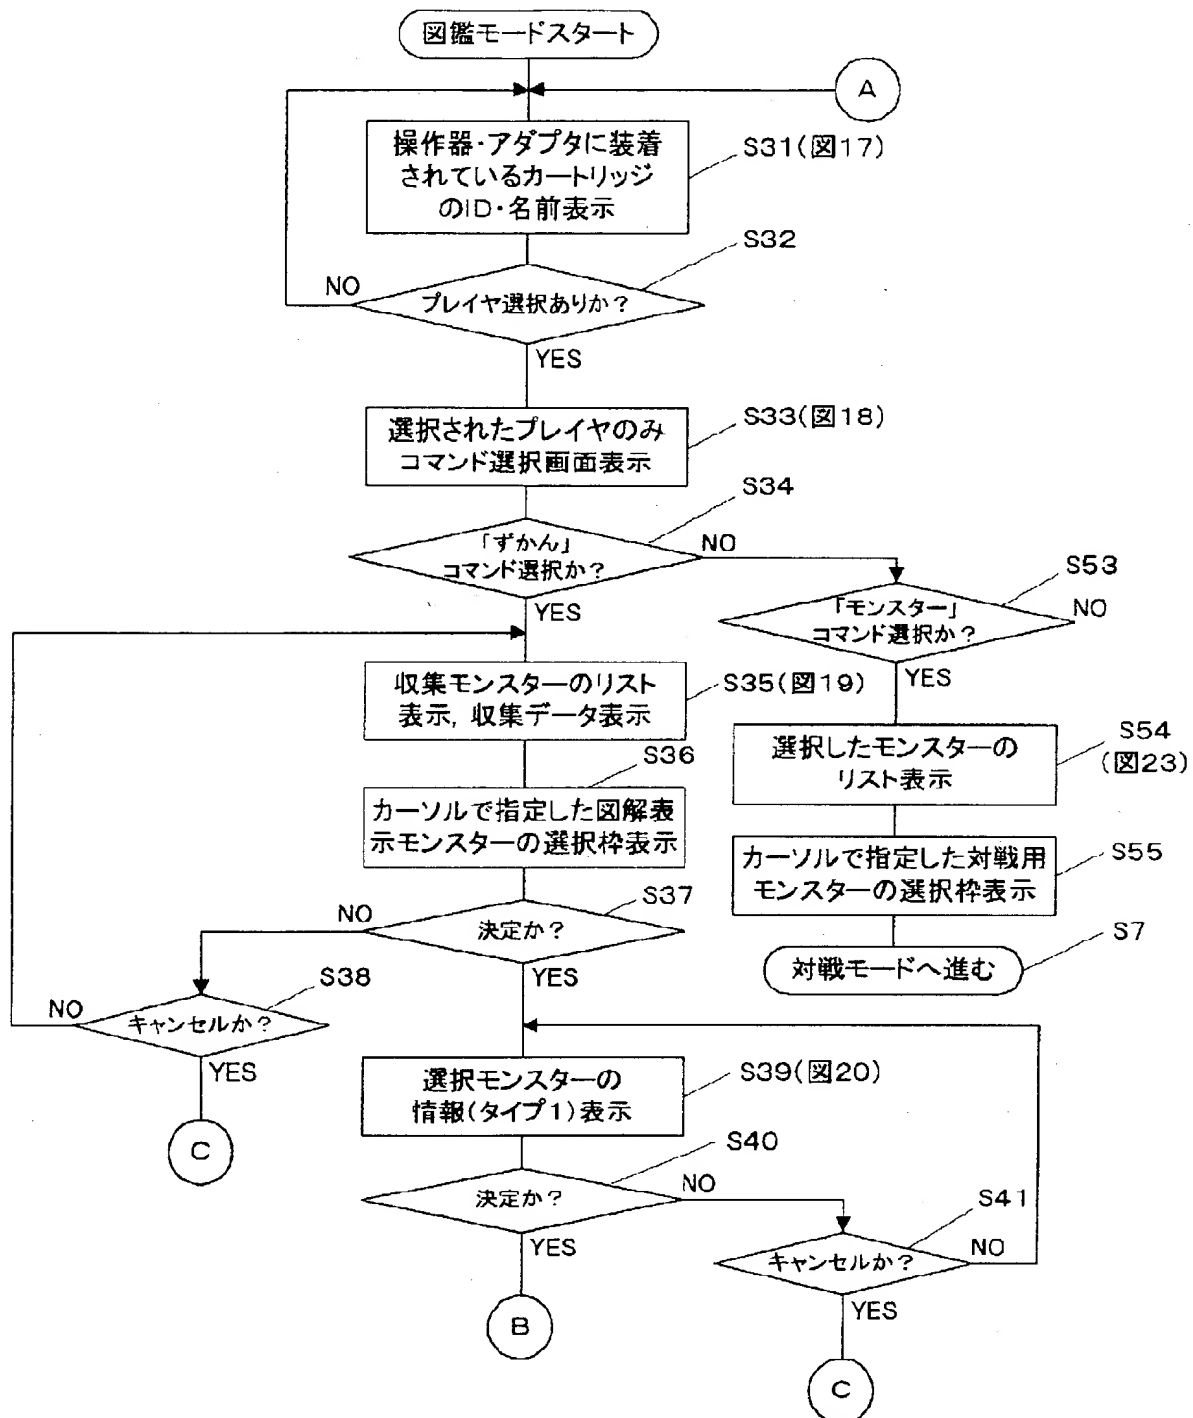 図鑑モードスタート
A
操作器・アダプタに装着
されているカートリッジ
のID・名前表示
S31(図17)
S32
プレイヤ選択ありか?
NO
YES
選択されたプレイヤのみ
コマンド選択画面表示
S33(図18)
S34
「ずかん」
コマンド選択か?
NO
YES
S53
「モンスター」
コマンド選択か?
NO
YES
収集モンスターのリスト
表示, 収集データ表示
S35(図19)
選択したモンスターの
リスト表示
S54
(図23)
S36
カーソルで指定した図解表
示モンスターの選択枠表示
カーソルで指定した対戦用
モンスターの選択枠表示
S55
S37
決定か?
NO
YES
対戦モードへ進む
S7
S38
キャンセルか?
NO
YES
C
選択モンスターの
情報(タイプ1)表示
S39(図20)
S40
決定か?
NO
YES
S41
キャンセルか?
NO
YES
B
C